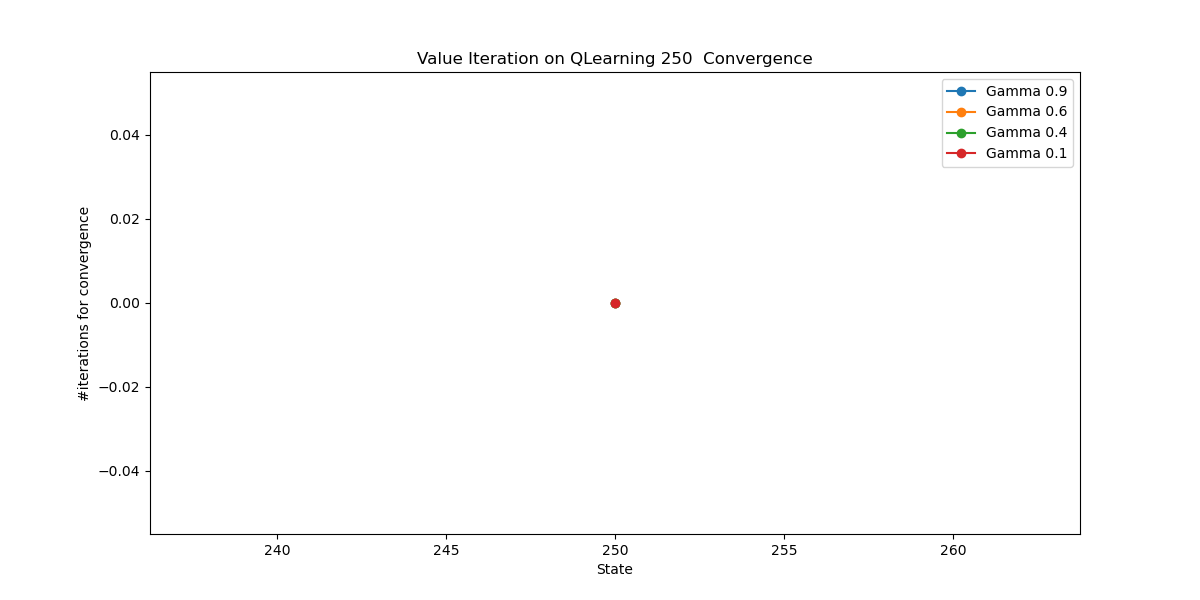 Value Iteration on QLearning 250  Convergence
Gamma 0.9
Gamma 0.6
Gamma 0.4
Gamma 0.1
#iterations for convergence
0.04
0.02
0.00
−0.02
−0.04
240 245 250 255 260
State